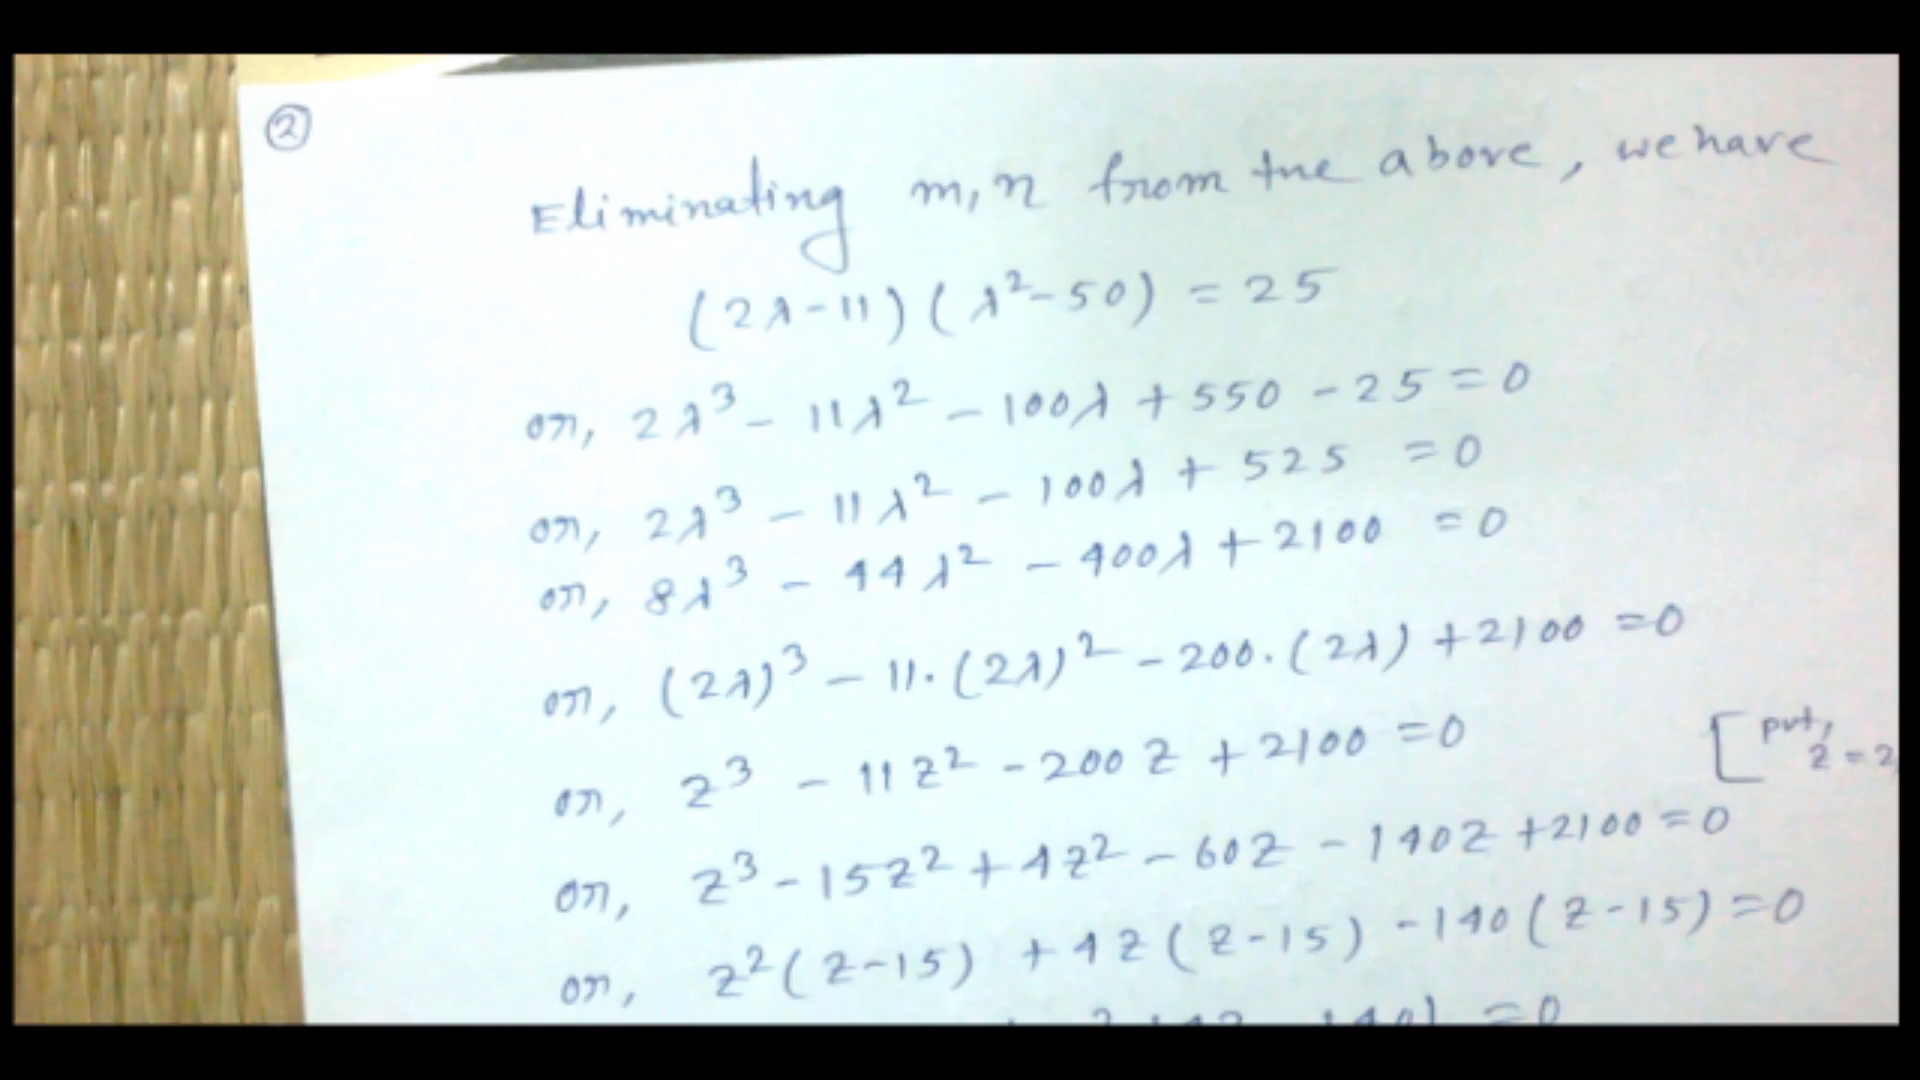 ②
Eliminating m, n from the above, we have
(2λ-11)(λ²-50) = 25
or, 2λ³ - 11λ² - 100λ + 550 - 25 = 0
or, 2λ³ - 11λ² - 100λ + 525 = 0
or, 8λ³ - 44λ² - 400λ + 2100 = 0
or, (2λ)³ - 11.(2λ)² - 200.(2λ) + 2100 = 0
or, z³ - 11z² - 200z + 2100 = 0 [put, z = 2
or, z³ - 15z² + 4z² - 60z - 140z + 2100 = 0
or, z²(z-15) + 4z(z-15) - 140(z-15) = 0
= 0